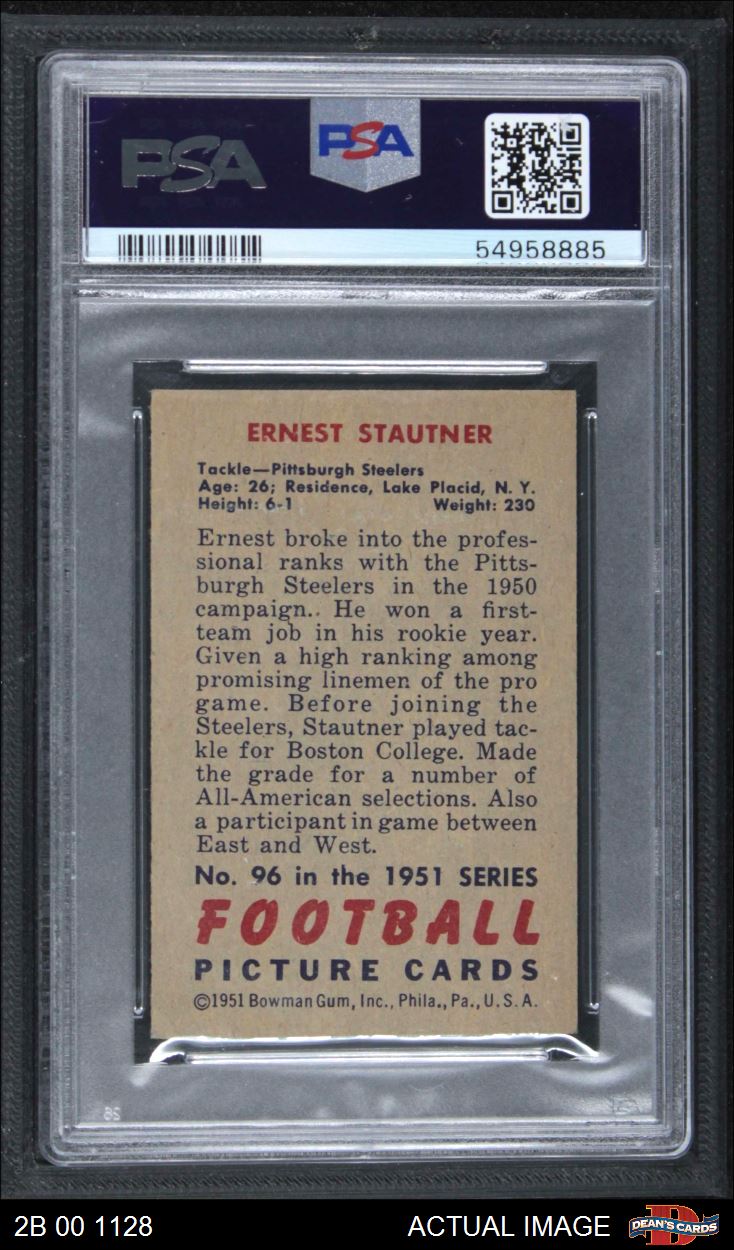 PSA
PSA
54958885
ERNEST STAUTNER
Tackle—Pittsburgh Steelers
Age: 26; Residence, Lake Placid, N. Y.
Height: 6-1 Weight: 230
Ernest broke into the profes-
sional ranks with the Pitts-
burgh Steelers in the 1950
campaign.. He won a first-
team job in his rookie year.
Given a high ranking among
promising linemen of the pro
game. Before joining the
Steelers, Stautner played tac-
kle for Boston College. Made
the grade for a number of
All-American selections. Also
a participant in game between
East and West.
No. 96 in the 1951 SERIES
FOOTBALL
PICTURE CARDS
©1951 Bowman Gum, Inc., Phila., Pa., U.S.A.
2B 00 1128 ACTUAL IMAGE DEAN'S CARDS